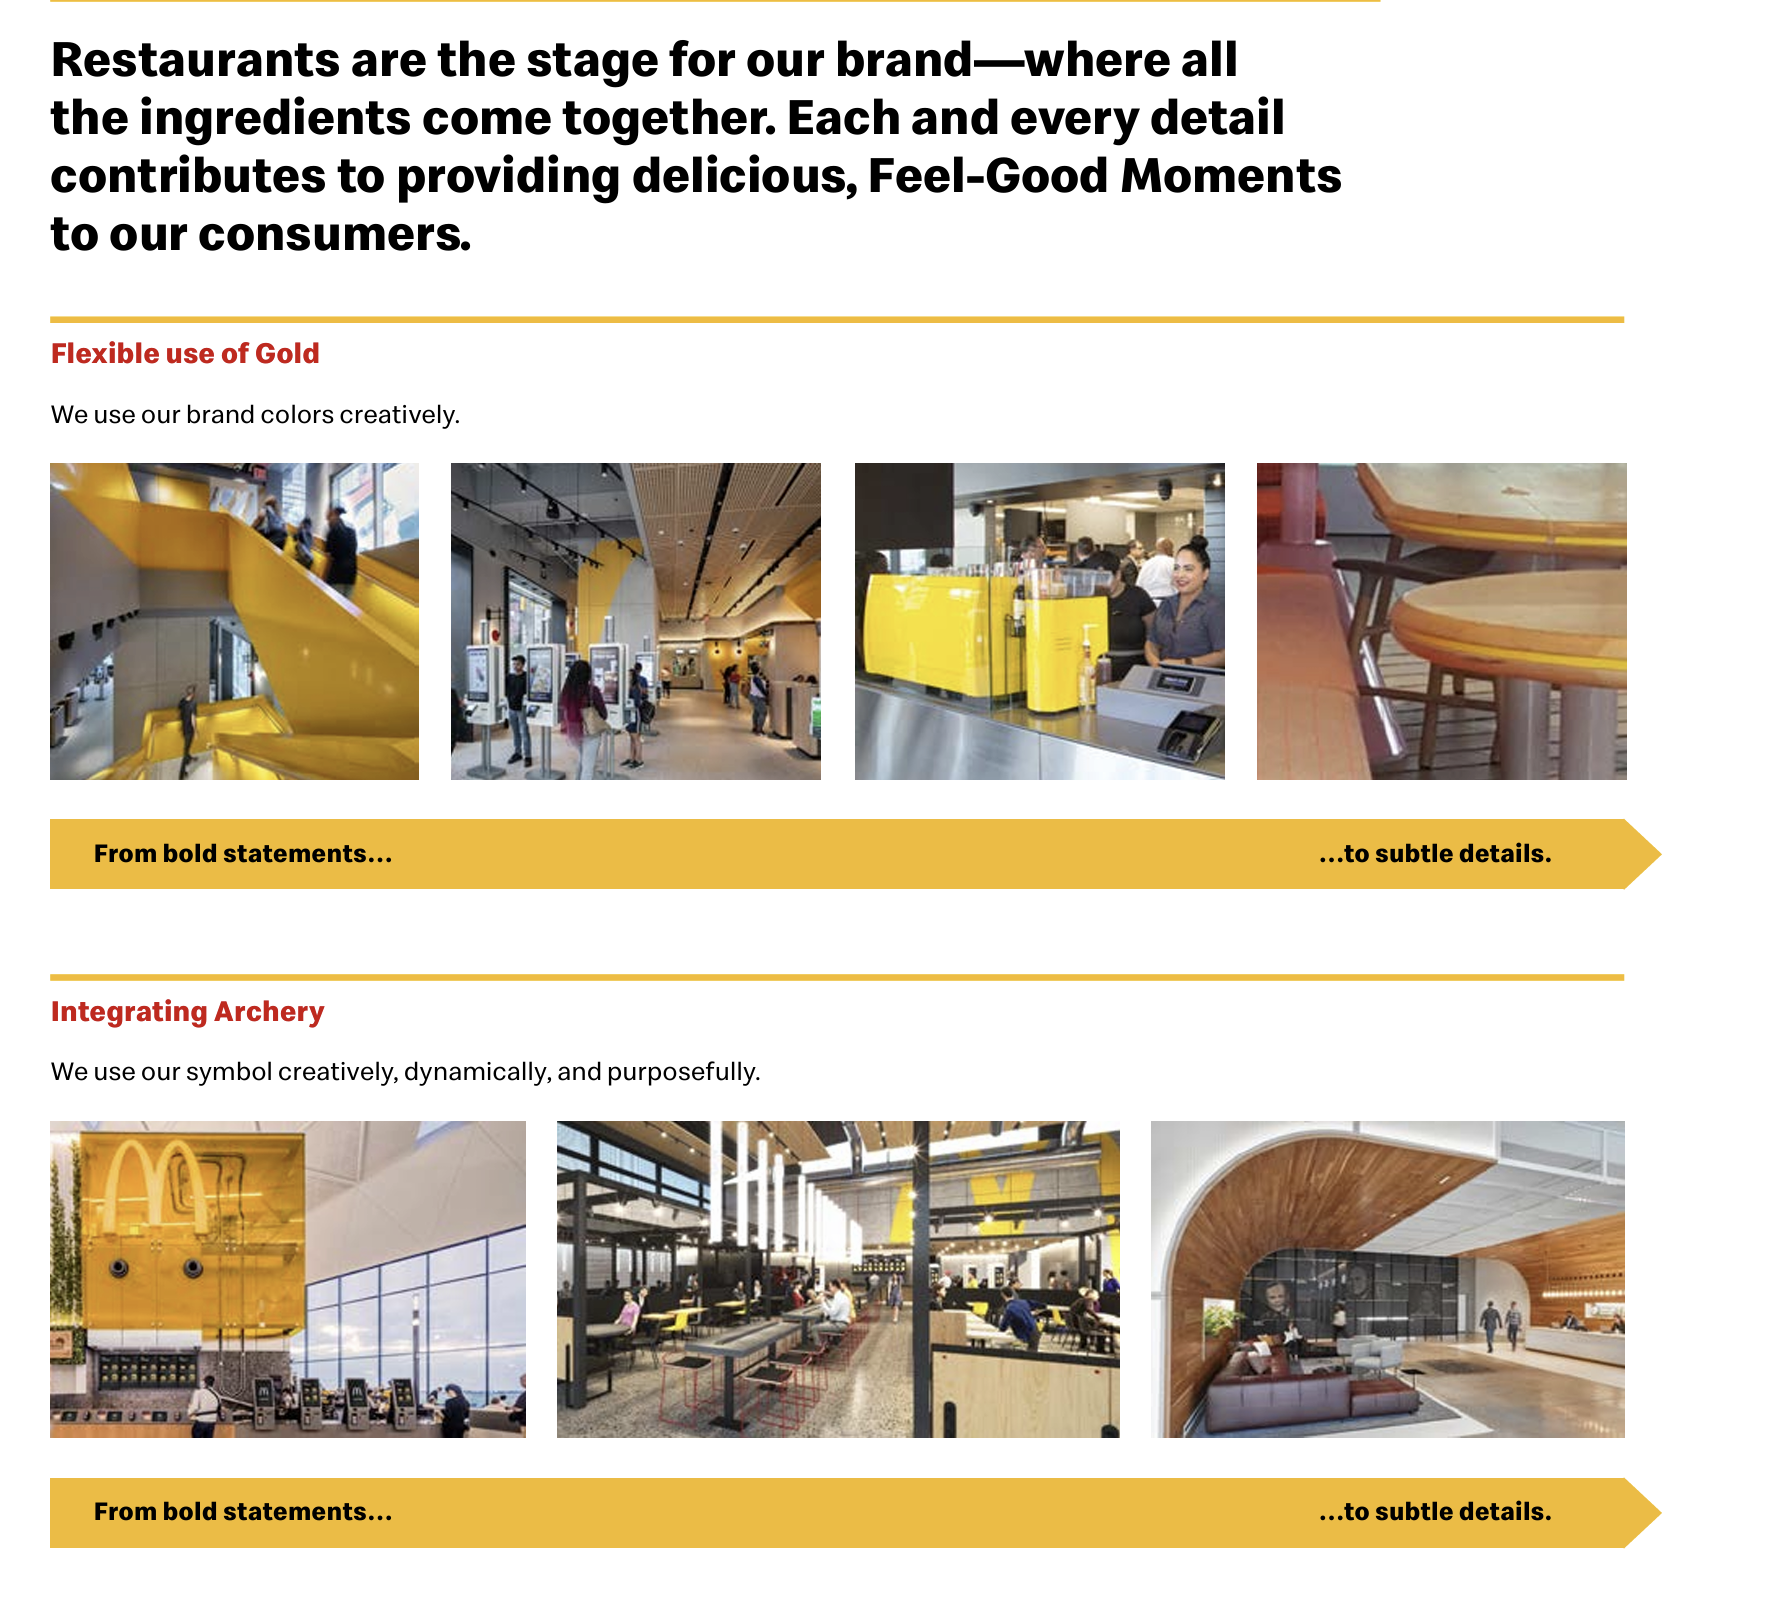 Restaurants are the stage for our brand—where all
the ingredients come together. Each and every detail
contributes to providing delicious, Feel-Good Moments
to our consumers.
Flexible use of Gold
We use our brand colors creatively.
From bold statements...
...to subtle details.
Integrating Archery
We use our symbol creatively, dynamically, and purposefully.
From bold statements...
...to subtle details.